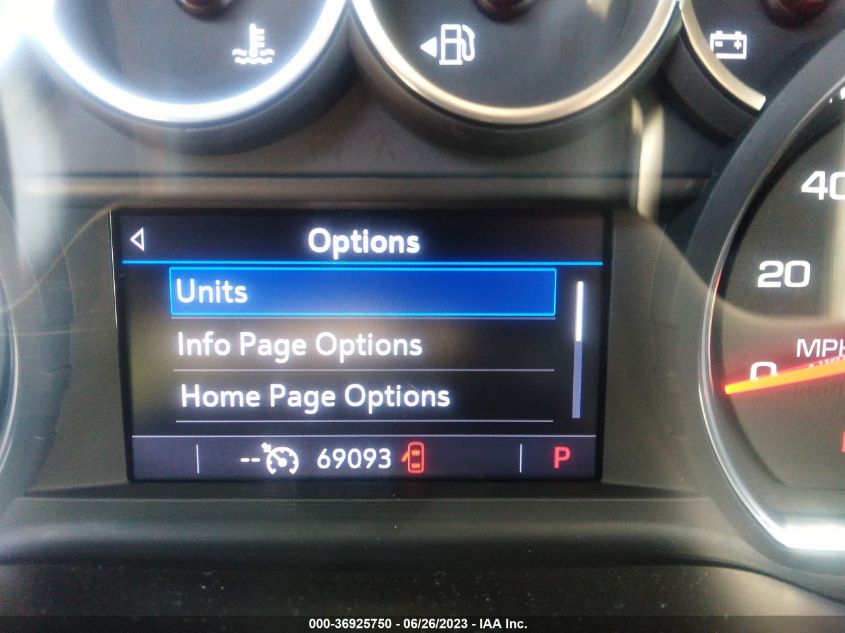 40
20
MPH
0
Options
Units
Info Page Options
Home Page Options
-- 69093 P
000-36925750 - 06/26/2023 - IAA Inc.